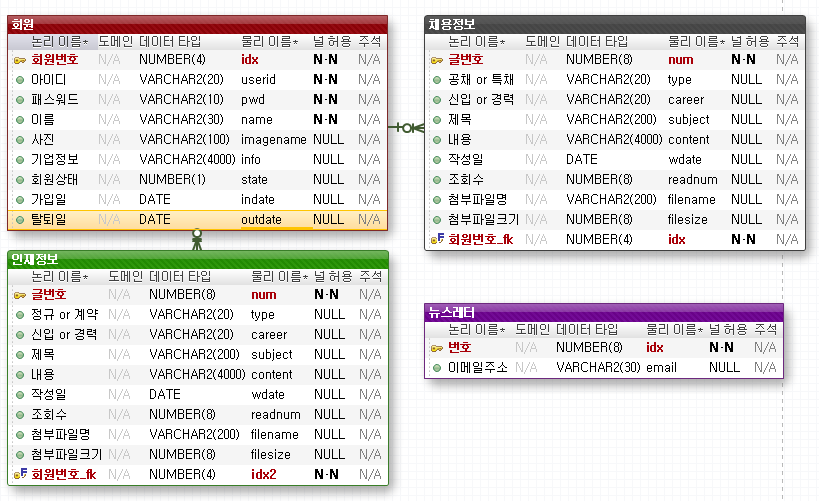 회원
논리 이름* 도메인 데이터 타입 물리 이름* 널 허용 주석
회원번호 N/A NUMBER(4) idx N-N N/A
아이디 N/A VARCHAR2(20) userid N-N N/A
패스워드 N/A VARCHAR2(10) pwd N-N N/A
이름 N/A VARCHAR2(30) name N-N N/A
사진 N/A VARCHAR2(100) imagename NULL N/A
기업정보 N/A VARCHAR2(4000) info NULL N/A
회원상태 N/A NUMBER(1) state NULL N/A
가입일 N/A DATE indate NULL N/A
탈퇴일 N/A DATE outdate NULL N/A
채용정보
논리 이름* 도메인 데이터 타입 물리 이름* 널 허용 주석
글번호 N/A NUMBER(8) num N-N N/A
공채 or 특채 N/A VARCHAR2(20) type NULL N/A
신입 or 경력 N/A VARCHAR2(20) career NULL N/A
제목 N/A VARCHAR2(200) subject NULL N/A
내용 N/A VARCHAR2(4000) content NULL N/A
작성일 N/A DATE wdate NULL N/A
조회수 N/A NUMBER(8) readnum NULL N/A
첨부파일명 N/A VARCHAR2(200) filename NULL N/A
첨부파일크기 N/A NUMBER(8) filesize NULL N/A
회원번호_fk N/A NUMBER(4) idx N-N N/A
인재정보
논리 이름* 도메인 데이터 타입 물리 이름* 널 허용 주석
글번호 N/A NUMBER(8) num N-N N/A
정규 or 계약 N/A VARCHAR2(20) type NULL N/A
신입 or 경력 N/A VARCHAR2(20) career NULL N/A
제목 N/A VARCHAR2(200) subject NULL N/A
내용 N/A VARCHAR2(4000) content NULL N/A
작성일 N/A DATE wdate NULL N/A
조회수 N/A NUMBER(8) readnum NULL N/A
첨부파일명 N/A VARCHAR2(200) filename NULL N/A
첨부파일크기 N/A NUMBER(8) filesize NULL N/A
회원번호_fk N/A NUMBER(4) idx2 N-N N/A
뉴스레터
논리 이름* 도메인 데이터 타입 물리 이름* 널 허용 주석
번호 N/A NUMBER(8) idx N-N N/A
이메일주소 N/A VARCHAR2(30) email NULL N/A